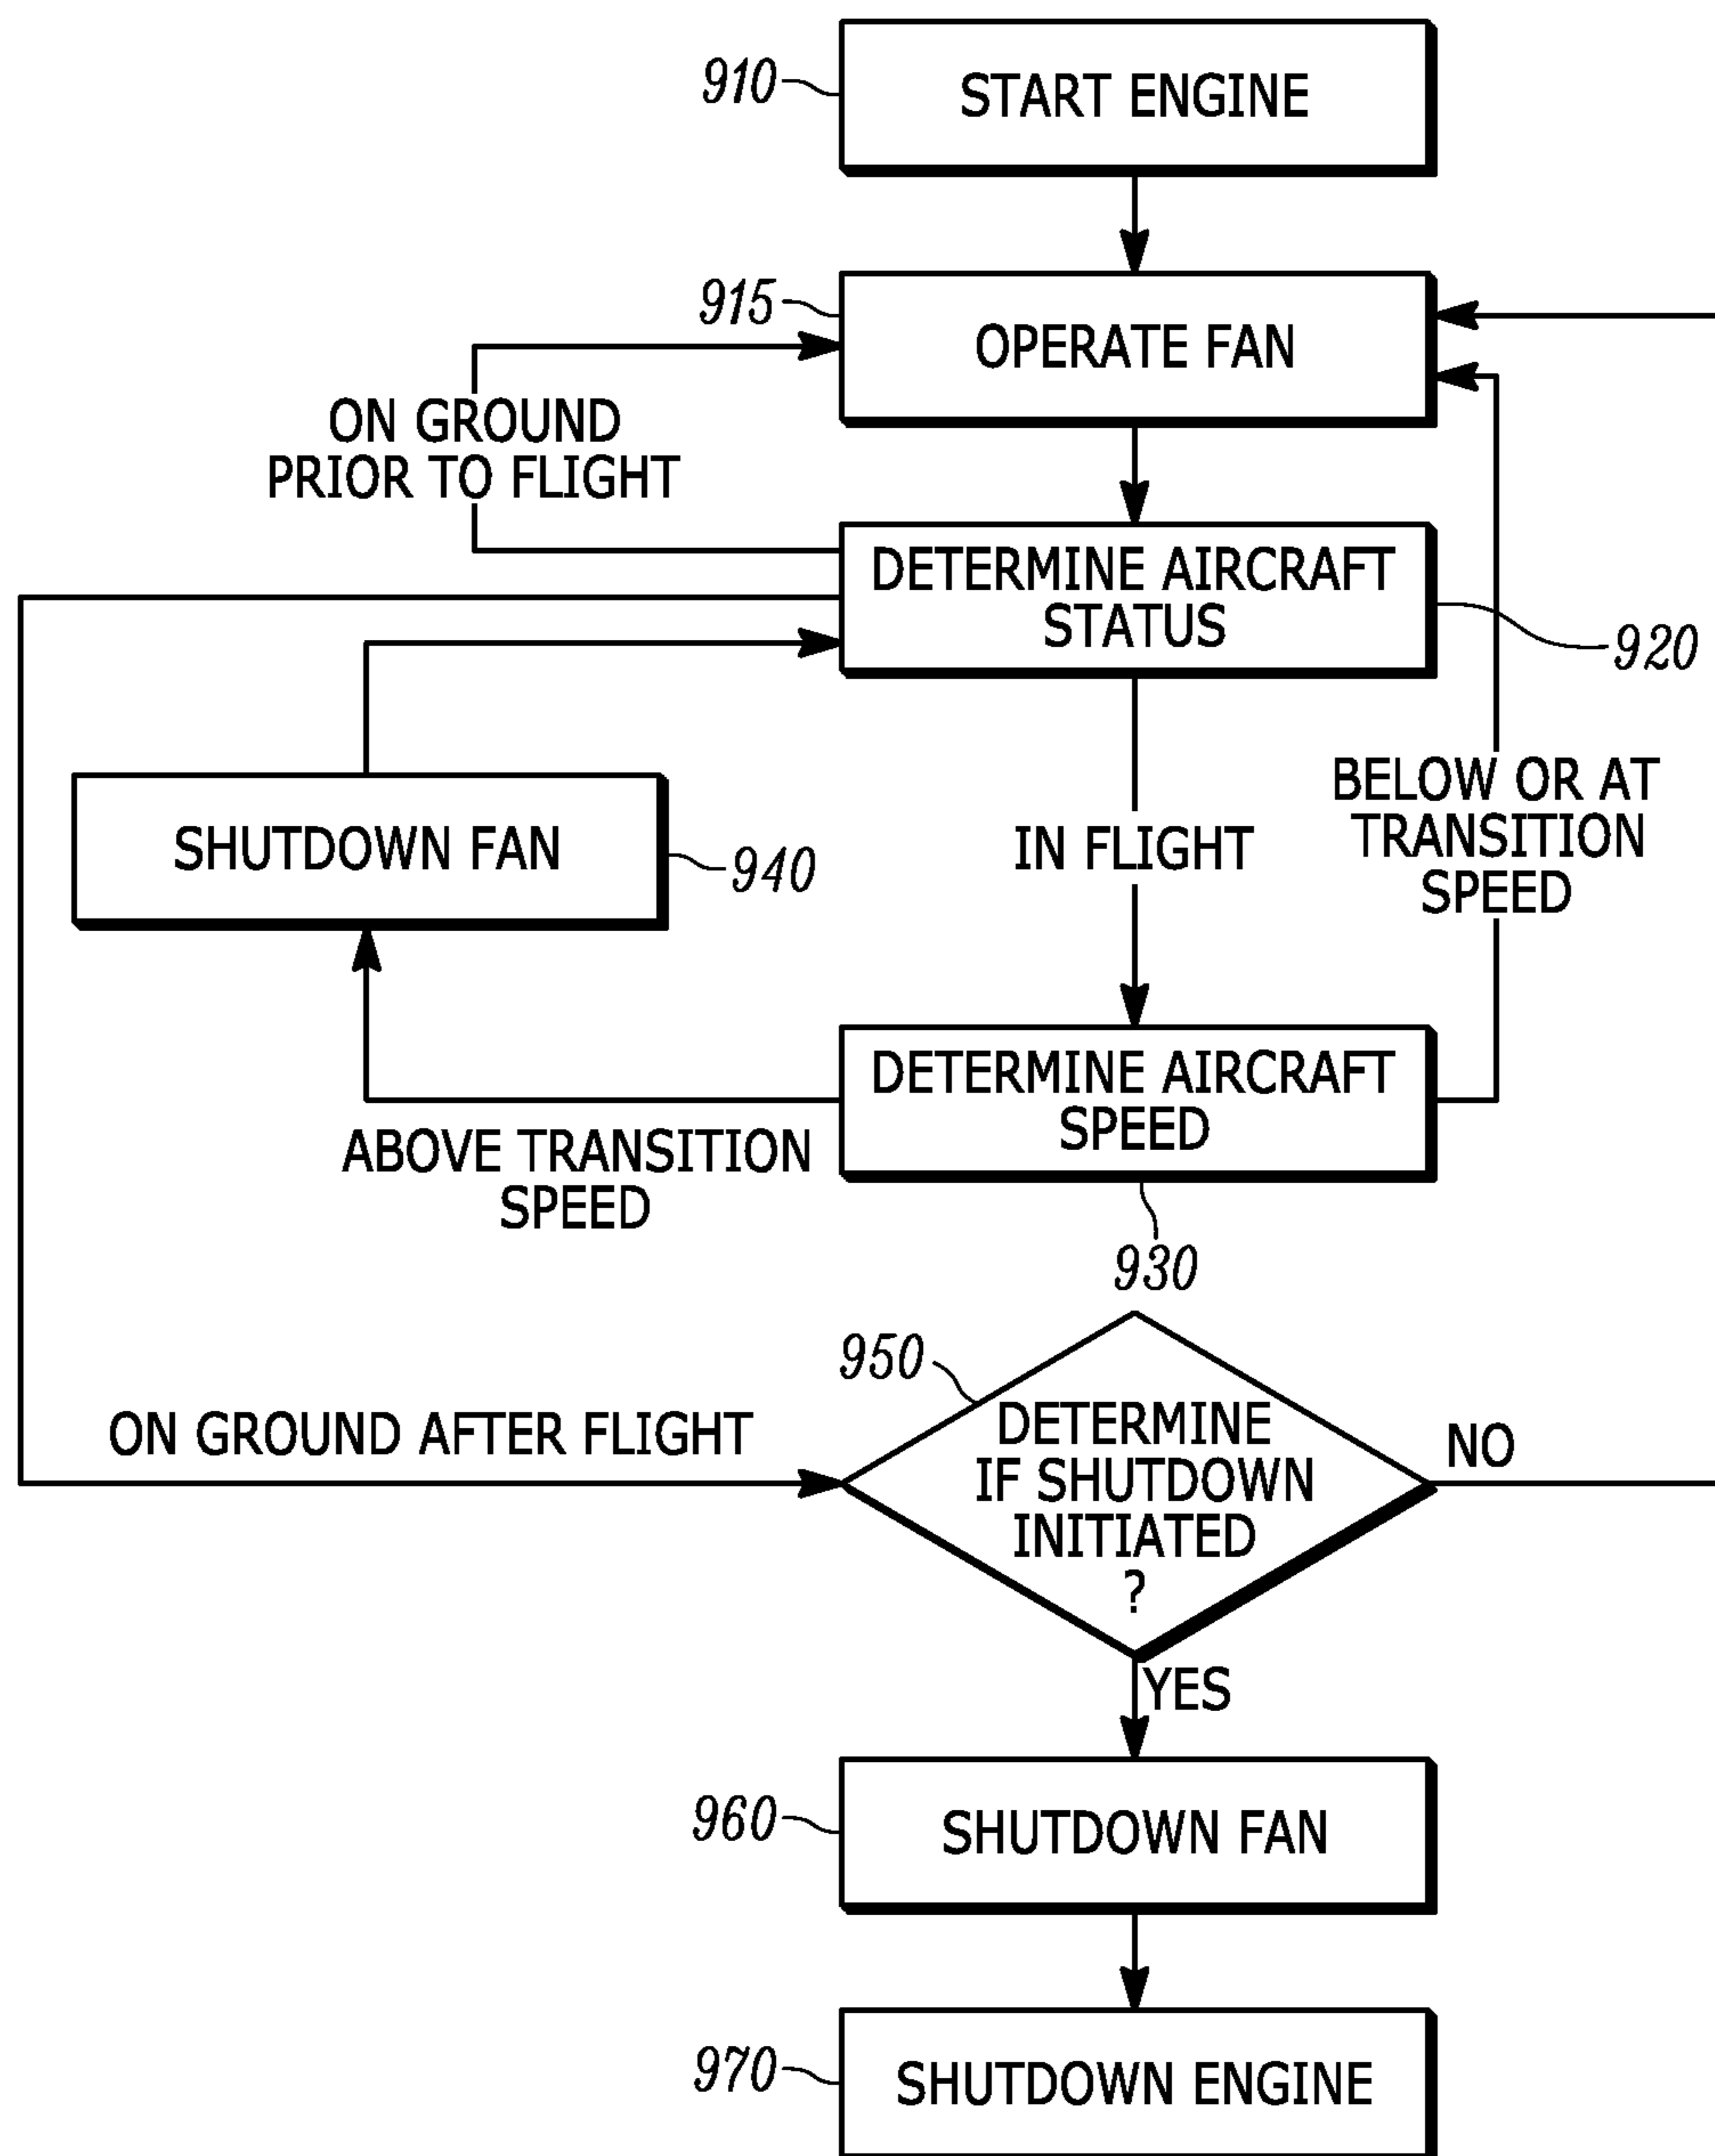 910
START ENGINE
915
OPERATE FAN
ON GROUND
PRIOR TO FLIGHT
DETERMINE AIRCRAFT
STATUS
920
SHUTDOWN FAN
940
IN FLIGHT
BELOW OR AT
TRANSITION
SPEED
DETERMINE AIRCRAFT
SPEED
930
ABOVE TRANSITION
SPEED
950
ON GROUND AFTER FLIGHT
DETERMINE
IF SHUTDOWN
INITIATED
?
NO
YES
960
SHUTDOWN FAN
970
SHUTDOWN ENGINE